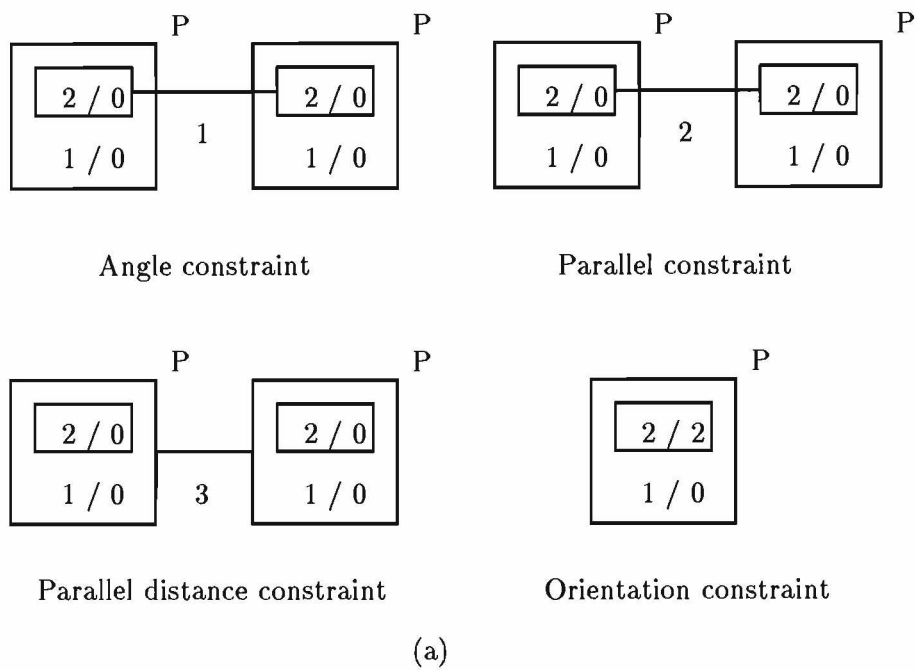 P P P P
2 / 0 2 / 0 2 / 0 2 / 0
1 2
1 / 0 1 / 0 1 / 0 1 / 0
Angle constraint Parallel constraint
P P P
2 / 0 2 / 0 2 / 2
1 / 0 3 1 / 0 1 / 0
Parallel distance constraint Orientation constraint
(a)